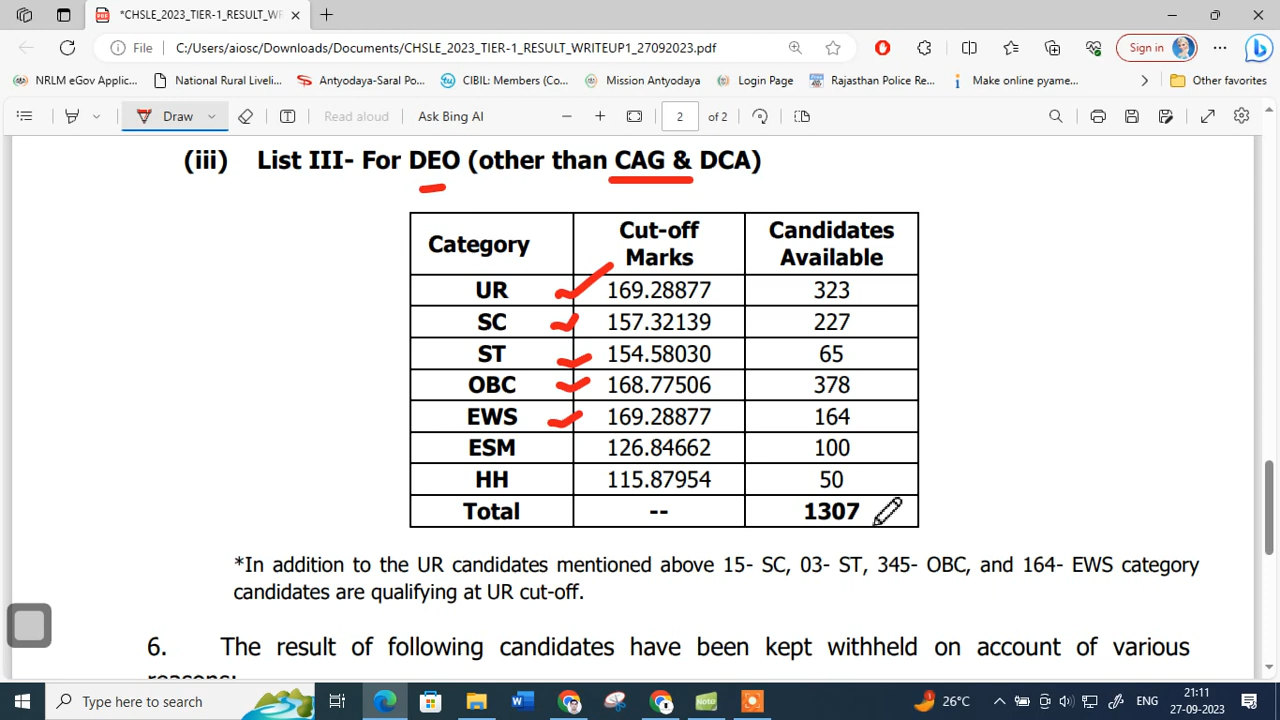 *CHSLE_2023_TIER-1_RESULT_WR
File
C:/Users/aiosc/Downloads/Documents/CHSLE_2023_TIER-1_RESULT_WRITEUP1_27092023.pdf
Sign in
NRLM eGov Applic...
National Rural Liveli...
Antyodaya-Saral Po...
CIBIL: Members (Co...
Mission Antyodaya
Login Page
Rajasthan Police Re...
Make online pyame...
Other favorites
Draw
Read aloud
Ask Bing AI
2
of 2
(iii) List III- For DEO (other than CAG & DCA)
Category Cut-off Marks Candidates Available
UR 169.28877 323
SC 157.32139 227
ST 154.58030 65
OBC 168.77506 378
EWS 169.28877 164
ESM 126.84662 100
HH 115.87954 50
Total -- 1307
*In addition to the UR candidates mentioned above 15- SC, 03- ST, 345- OBC, and 164- EWS category
candidates are qualifying at UR cut-off.
6. The result of following candidates have been kept withheld on account of various
reasons:
Type here to search
Note
26°C
ENG
21:11
27-09-2023